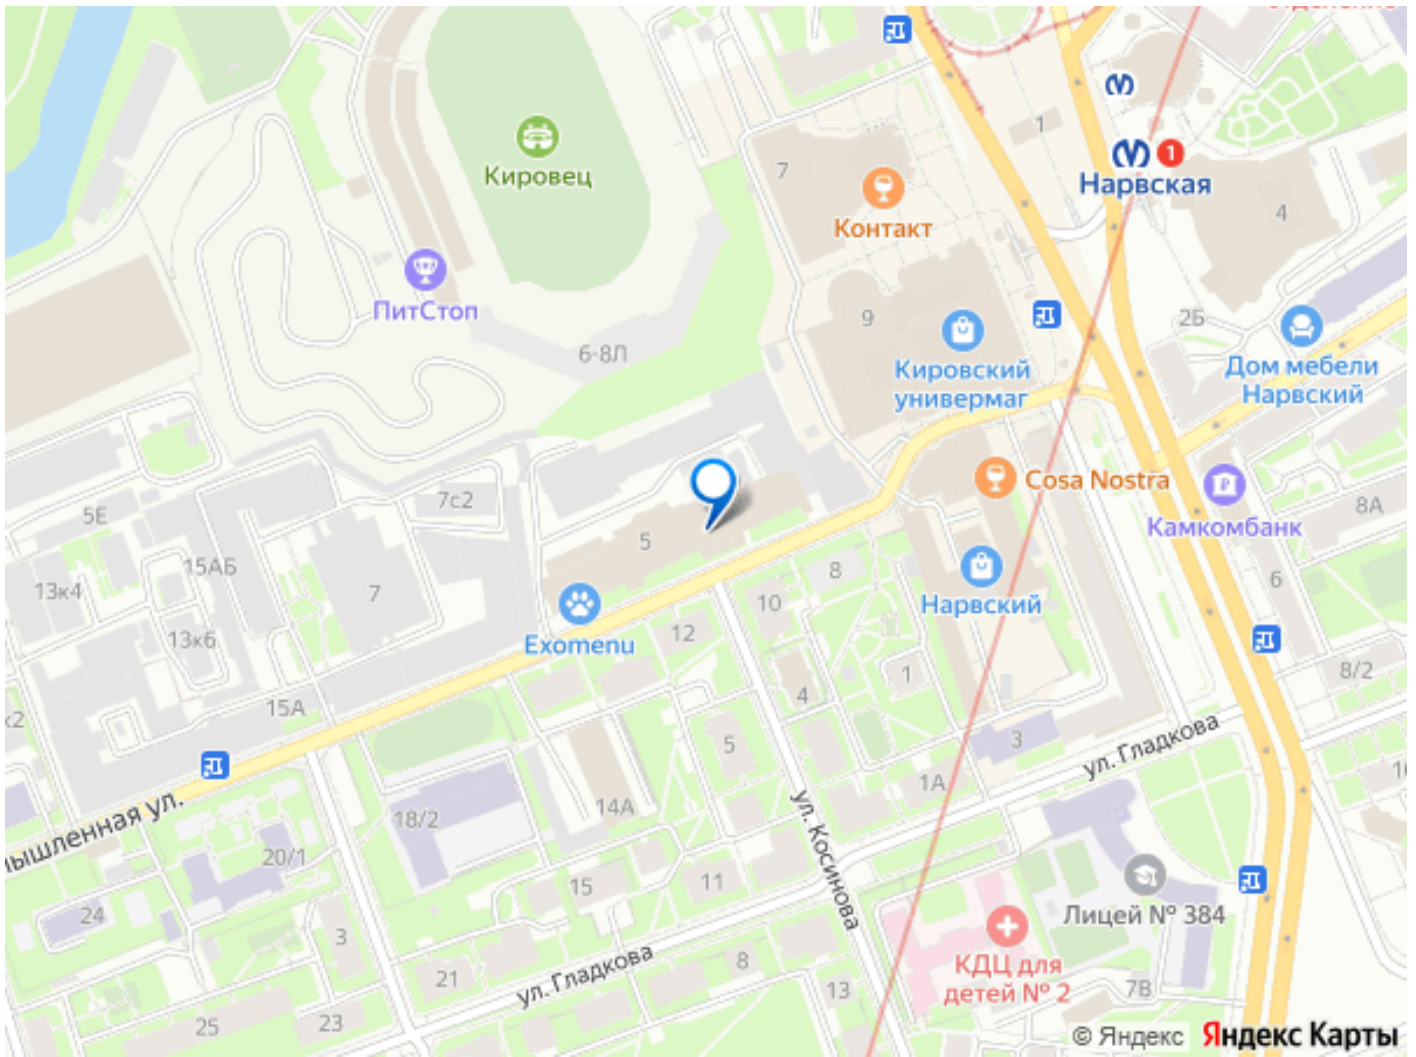 1
7
Кировец
1
Нарвская
4
Контакт
ПитСтоп
9
2Б
6-8Л
Кировский
универмаг
Дом мебели
Нарвский
Cosa Nostra
7с2
5Е
8А
Камкомбанк
5
15АБ
8
6
13к4
7
10
Нарвский
Exomenu
12
13к6
1
8/2
4
15А
5
3
ул. Гладкова
1А
14А
18/2
ышленная ул.
ул. Косинова
20/1
15
11
24
Лицей № 384
3
КДЦ для
детей № 2
8
ул. Гладкова
21
13
7В
25
23
© Яндекс
Яндекс Карты